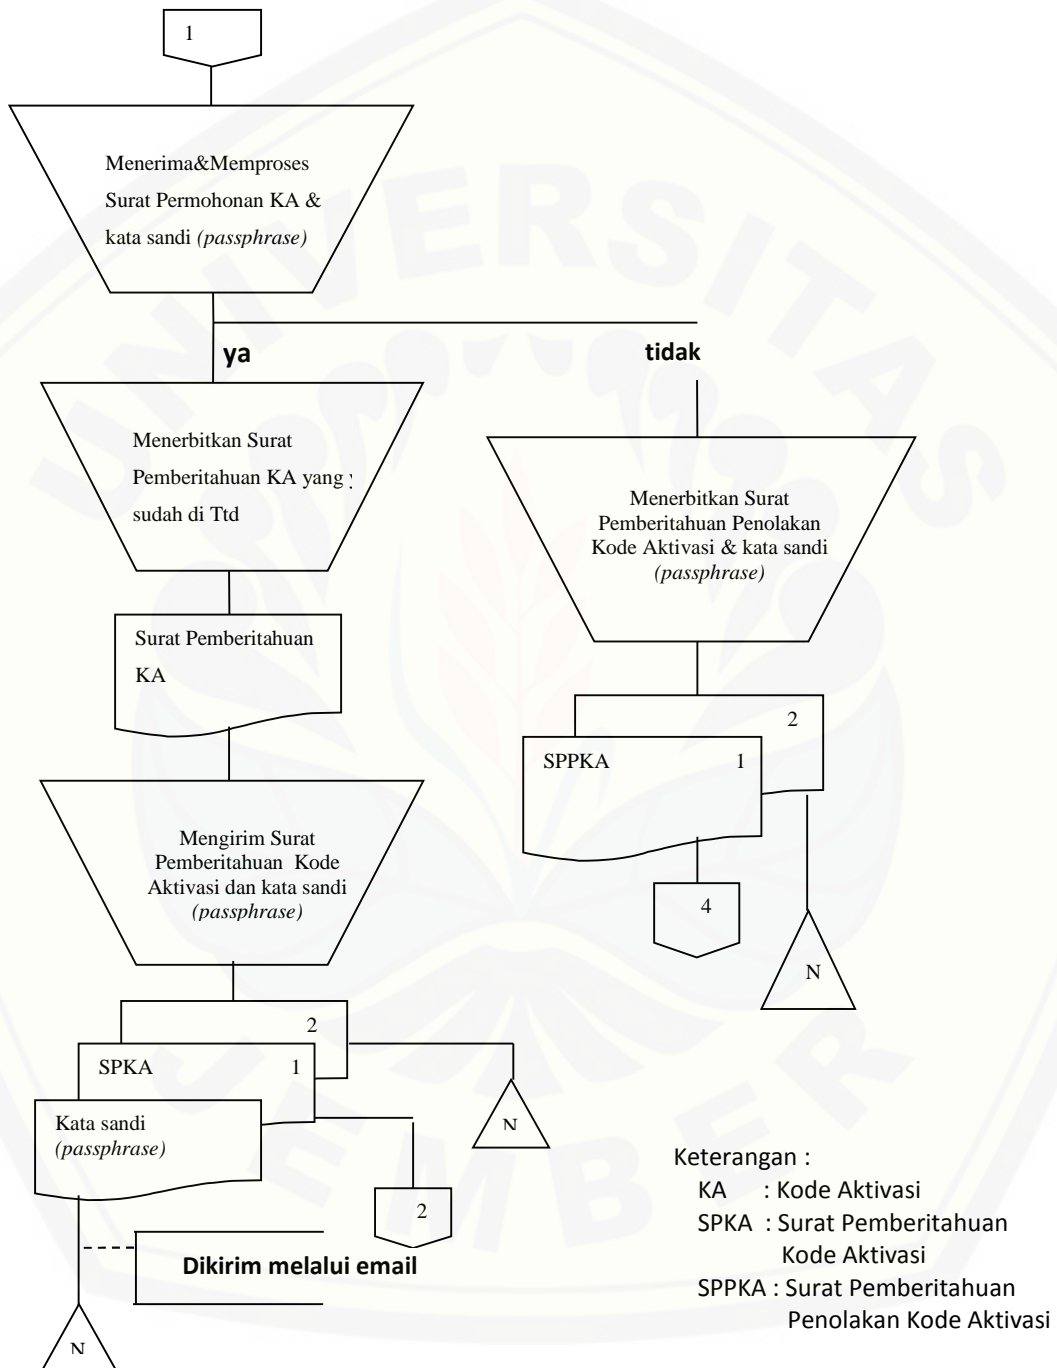 1
Menerima&Memproses
Surat Permohonan KA &
kata sandi (passphrase)
ya
tidak
Menerbitkan Surat
Pemberitahuan KA yang y
sudah di Ttd
Menerbitkan Surat
Pemberitahuan Penolakan
Kode Aktivasi & kata sandi
(passphrase)
Surat Pemberitahuan
KA
2
SPPKA 1
Mengirim Surat
Pemberitahuan Kode
Aktivasi dan kata sandi
(passphrase)
4
N
2
SPKA 1
Kata sandi
(passphrase)
N
2
Dikirim melalui email
N
Keterangan :
KA : Kode Aktivasi
SPKA : Surat Pemberitahuan
Kode Aktivasi
SPPKA : Surat Pemberitahuan
Penolakan Kode Aktivasi
UNIVERSITAS
JEMBER